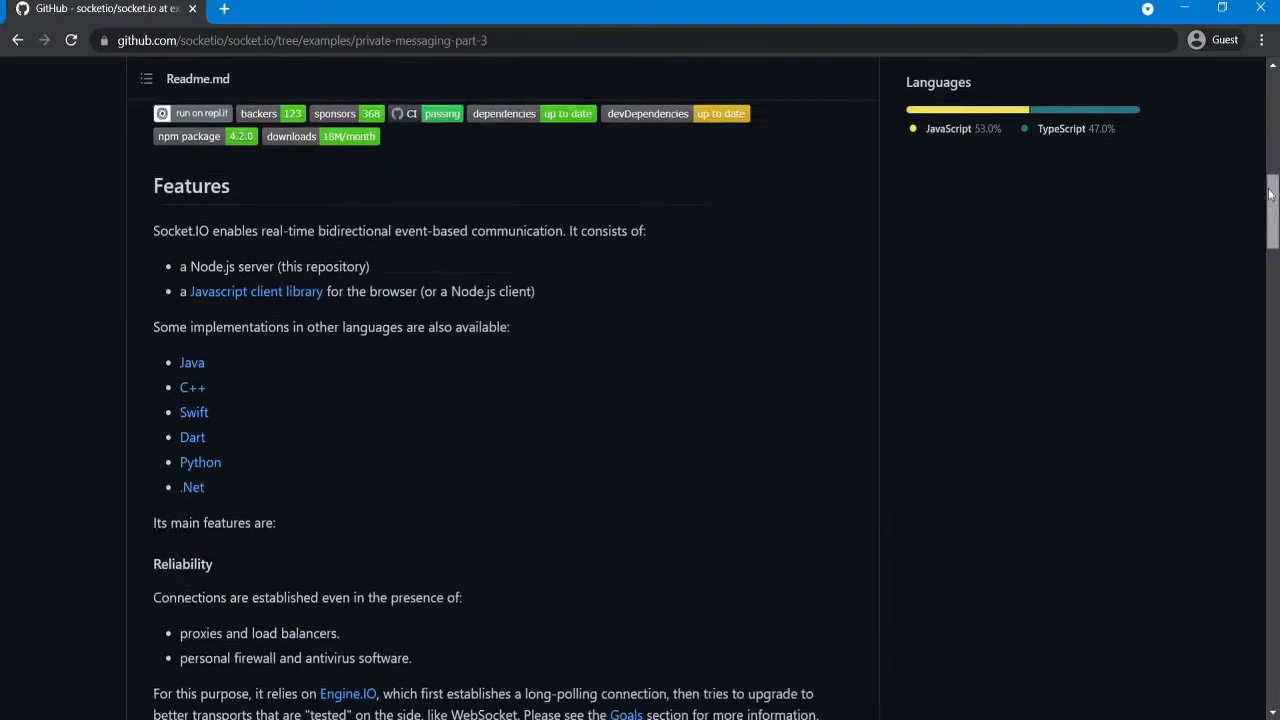 GitHub - socketio/socket.io at ex
github.com/socketio/socket.io/tree/examples/private-messaging-part-3
Guest
Readme.md
Languages
JavaScript 53.0% TypeScript 47.0%
run on repl.it backers 123 sponsors 368 CI passing dependencies up to date devDependencies up to date
npm package 4.2.0 downloads 18M/month
Features
Socket.IO enables real-time bidirectional event-based communication. It consists of:
a Node.js server (this repository)
a Javascript client library for the browser (or a Node.js client)
Some implementations in other languages are also available:
Java
C++
Swift
Dart
Python
.Net
Its main features are:
Reliability
Connections are established even in the presence of:
proxies and load balancers.
personal firewall and antivirus software.
For this purpose, it relies on Engine.IO, which first establishes a long-polling connection, then tries to upgrade to
better transports that are "tested" on the side, like WebSocket. Please see the Goals section for more information.